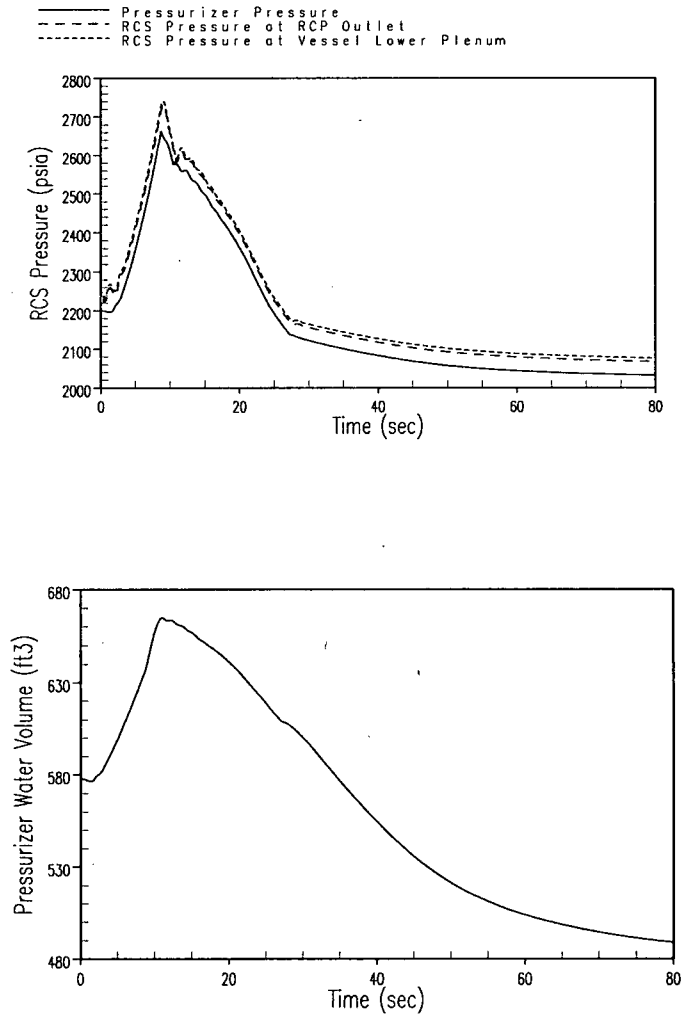 Pressurizer Pressure
RCS Pressure at RCP Outlet
RCS Pressure at Vessel Lower Plenum
2800
2700
2600
2500
2400
2300
2200
2100
2000
RCS Pressure (psia)
0 20 40 60 80
Time (sec)
680
630
580
530
480
Pressurizer Water Volume (ft3)
0 20 40 60 80
Time (sec)